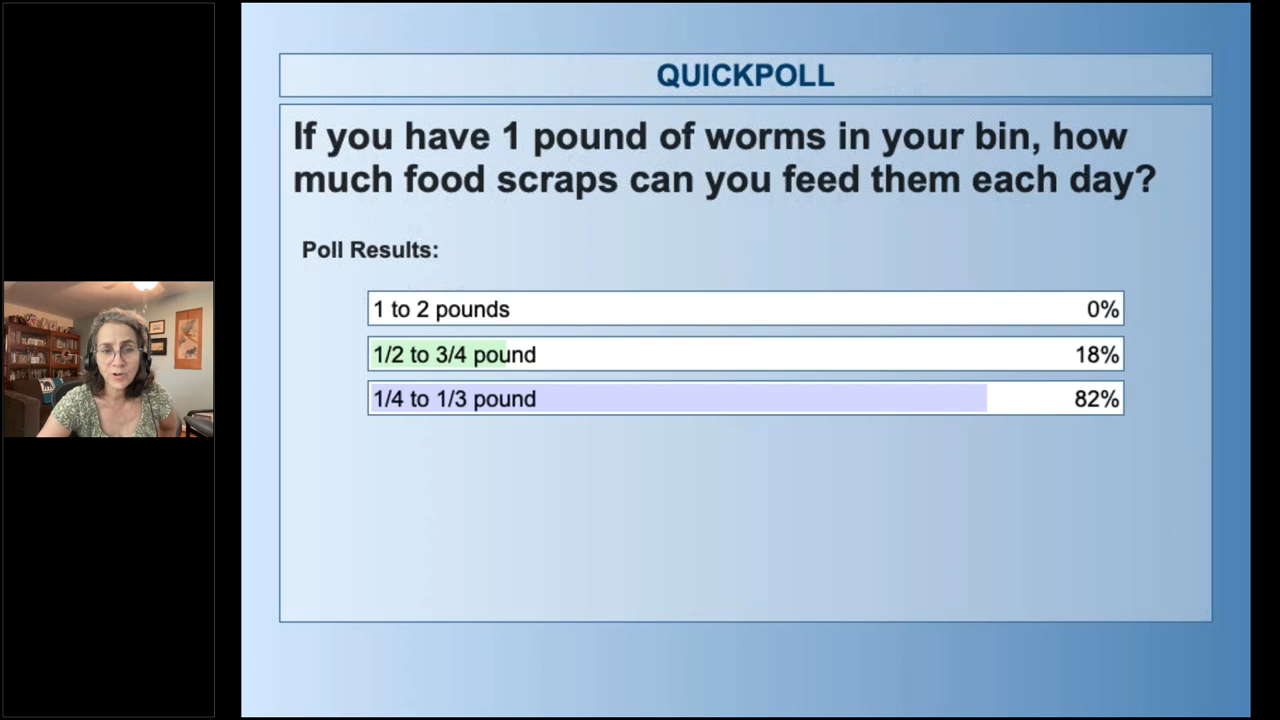 QUICKPOLL
If you have 1 pound of worms in your bin, how
much food scraps can you feed them each day?
Poll Results:
1 to 2 pounds 0%
1/2 to 3/4 pound 18%
1/4 to 1/3 pound 82%